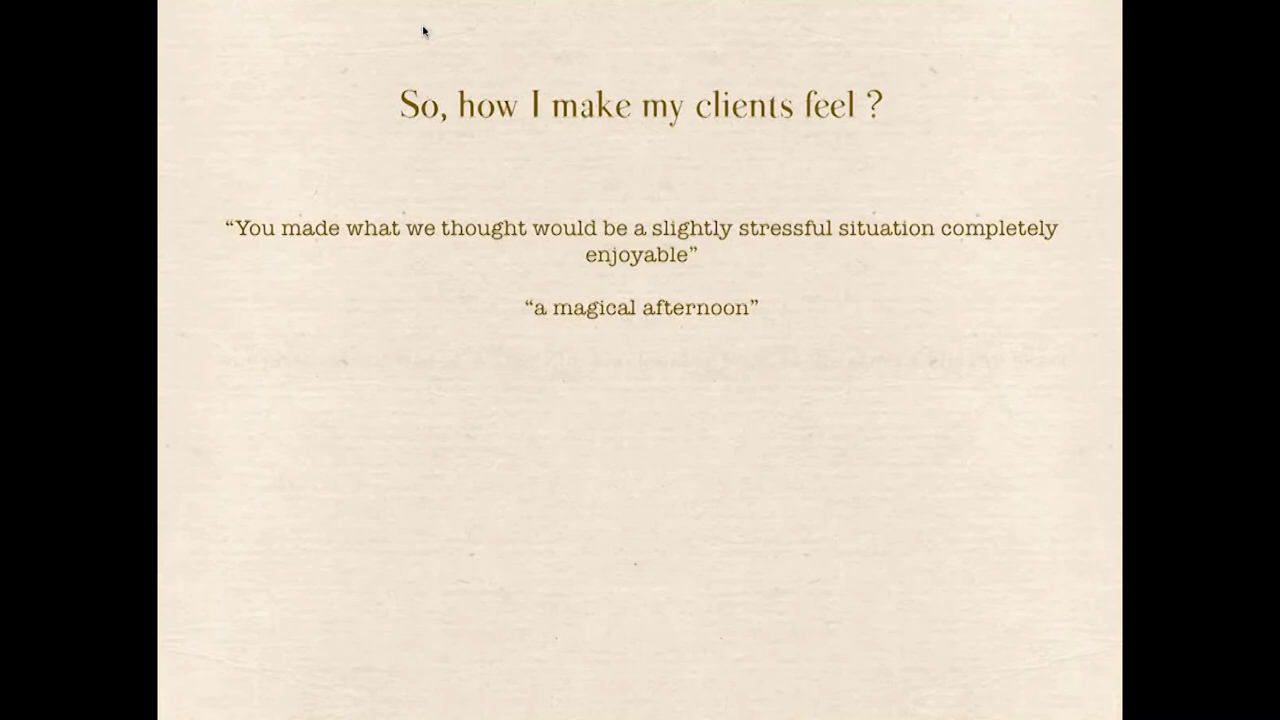 So, how I make my clients feel ?
“You made what we thought would be a slightly stressful situation completely
enjoyable”
“a magical afternoon”